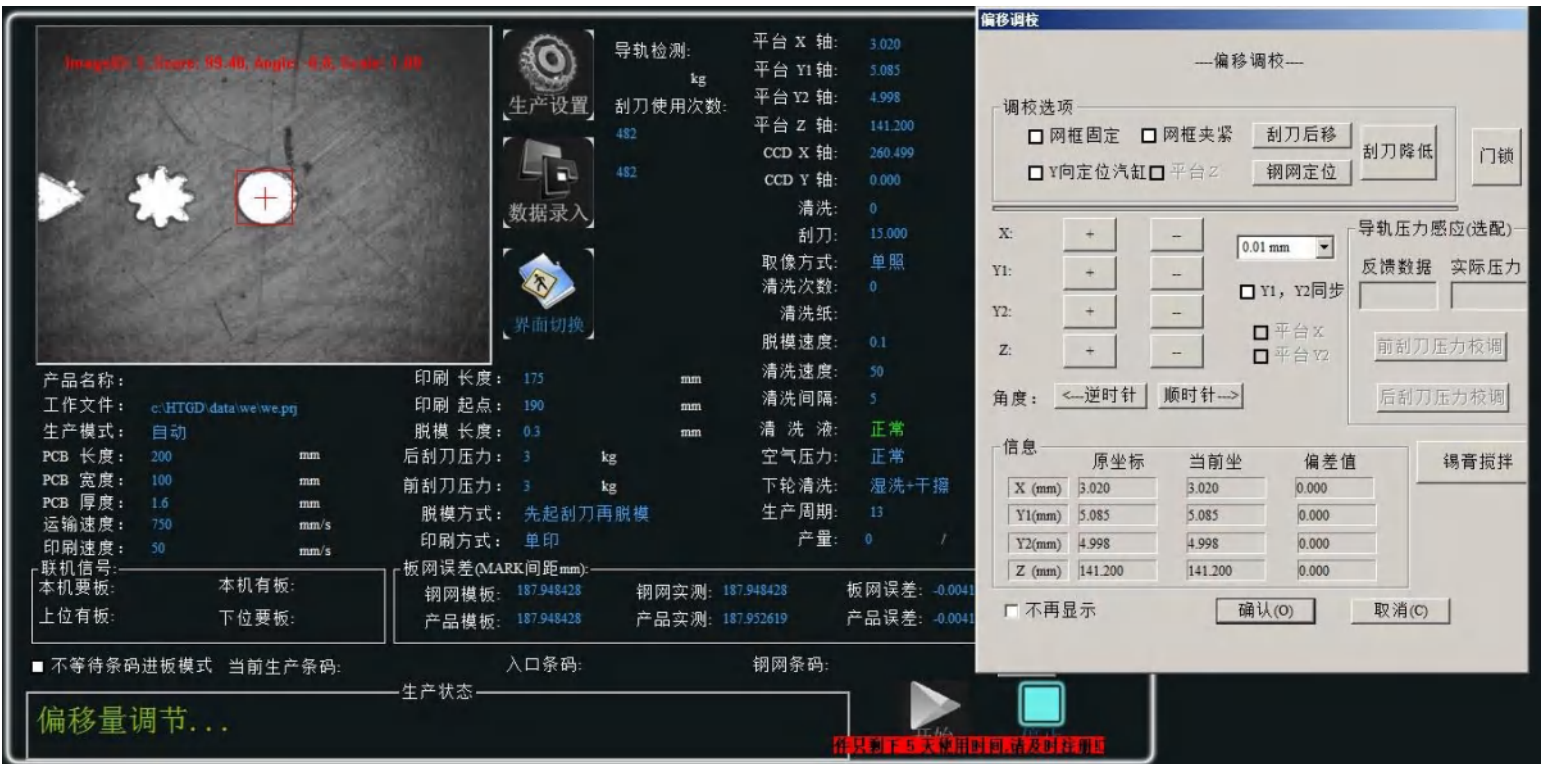 偏移调校
----偏移调校----
调校选项
网框固定 网框夹紧 刮刀后移 刮刀降低 门锁
Y向定位汽缸 平台Z 钢网定位
X: + --
0.01 mm
Y1: + --
Y1，Y2同步
Y2: + --
平台X
平台Y2
Z: + --
角度： <---逆时针 顺时针--->
导轨压力感应(选配)
反馈数据 实际压力
前刮刀压力校调
后刮刀压力校调
信息
原坐标 当前坐 偏差值
X (mm) 3.020 3.020 0.000
Y1(mm) 5.085 5.085 0.000
Y2(mm) 4.998 4.998 0.000
Z (mm) 141.200 141.200 0.000
锡膏搅拌
不再显示 确认(O) 取消(C)
生产设置
数据录入
界面切换
导轨检测:
kg
刮刀使用次数:
482
482
平台 X 轴: 3.020
平台 Y1 轴: 5.085
平台 Y2 轴: 4.998
平台 Z 轴: 141.200
CCD X 轴: 260.499
CCD Y 轴: 0.000
清洗: 0
刮刀: 15.000
取像方式: 单照
清洗次数: 0
清洗纸:
脱模速度: 0.1
清洗速度: 50
清洗间隔: 5
清 洗 液: 正常
空气压力: 正常
下轮清洗: 湿洗+干擦
生产周期: 13
产量: 0 /
产品名称：
工作文件： c:\HTGD\data\we\we.prj
生产模式： 自动
PCB 长度： 200 mm
PCB 宽度： 100 mm
PCB 厚度： 1.6 mm
运输速度： 750 mm/s
印刷速度： 50 mm/s
印刷 长度： 175 mm
印刷 起点： 190 mm
脱模 长度： 0.3 mm
后刮刀压力： 3 kg
前刮刀压力： 3 kg
脱模方式： 先起刮刀再脱模
印刷方式： 单印
联机信号:
本机要板: 本机有板:
上位有板: 下位要板:
板网误差(MARK间距mm):
钢网模板: 187.948428 钢网实测: 187.948428 板网误差: -0.0041
产品模板: 187.948428 产品实测: 187.952619 产品误差: -0.0041
不等待条码进板模式 当前生产条码: 入口条码: 钢网条码:
生产状态
偏移量调节...
开始
件只剩下5天使用时间,请及时注册!